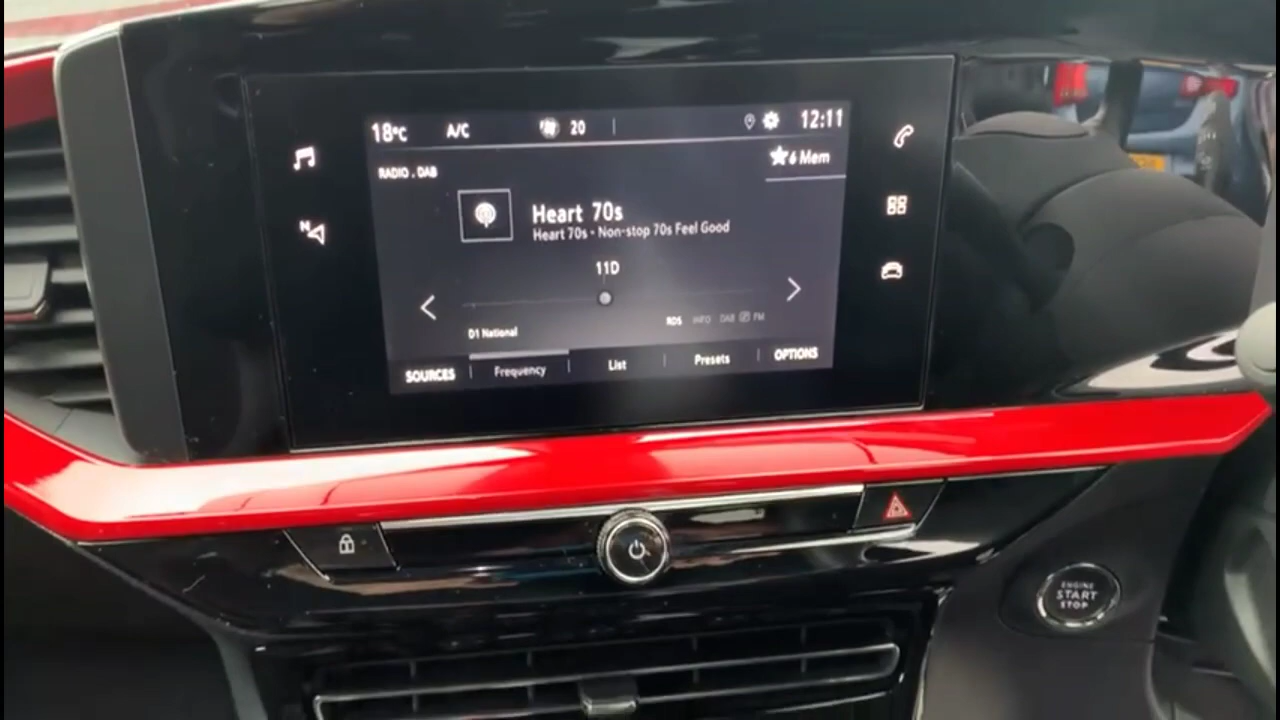 18°C A/C 20 12:11
RADIO . DAB
6 Mem
Heart 70s
Heart 70s - Non-stop 70s Feel Good
11D
D1 National
RDS INFO DAB FM
SOURCES Frequency List Presets OPTIONS
N
ENGINE
START
STOP